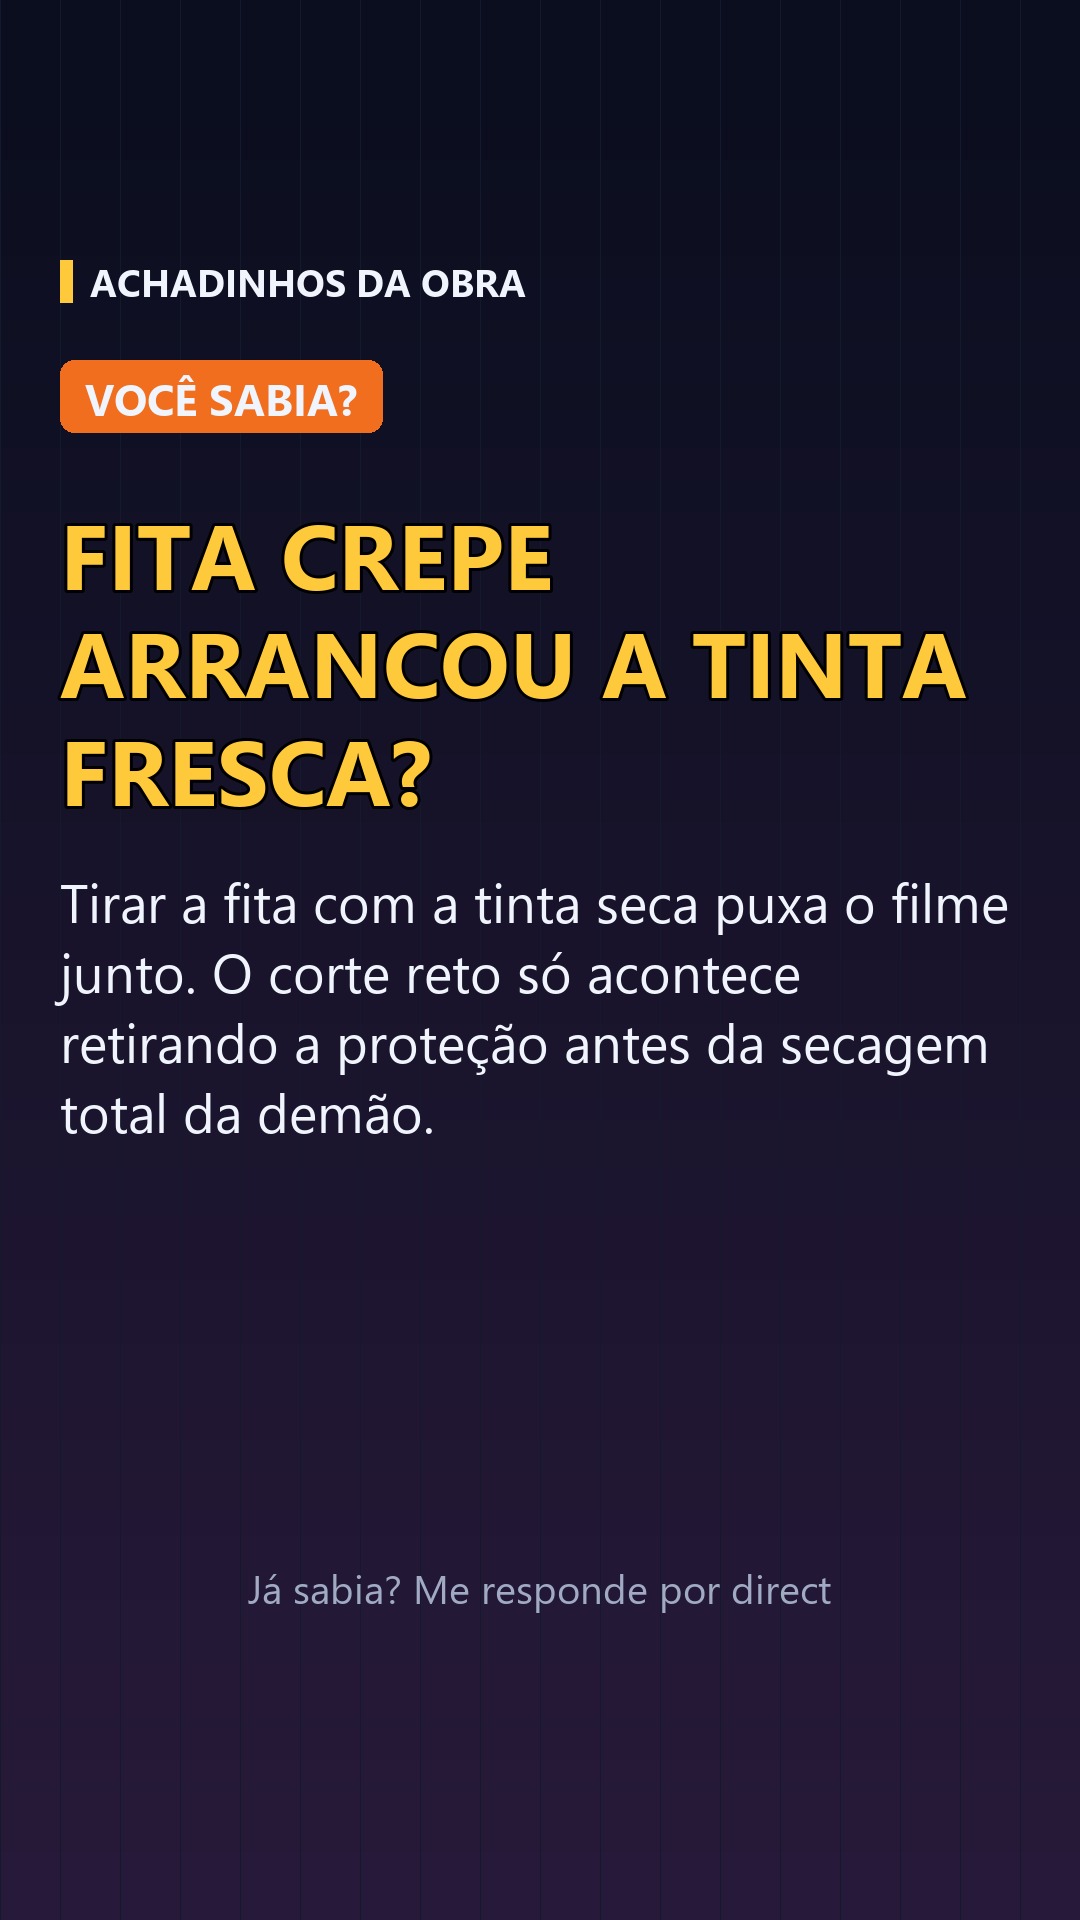 ACHADINHOS DA OBRA
VOCÊ SABIA?
FITA CREPE
ARRANCOU A TINTA
FRESCA?
Tirar a fita com a tinta seca puxa o filme
junto. O corte reto só acontece
retirando a proteção antes da secagem
total da demão.
Já sabia? Me responde por direct